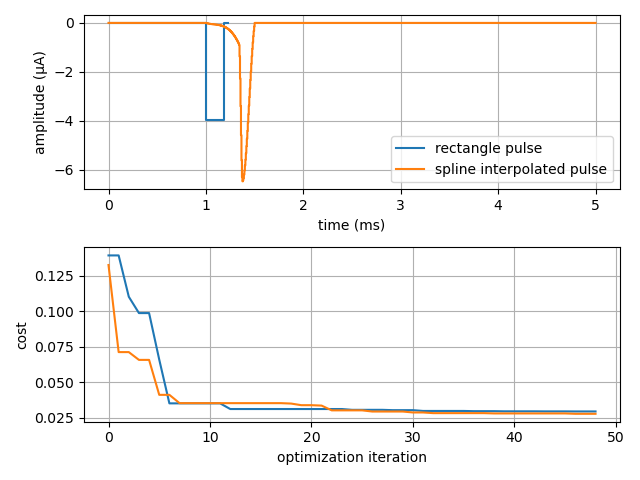 0
−2
−4
−6
amplitude (μA)
rectangle pulse
spline interpolated pulse
0 1 2 3 4 5
time (ms)
0.125
0.100
0.075
0.050
0.025
cost
0 10 20 30 40 50
optimization iteration